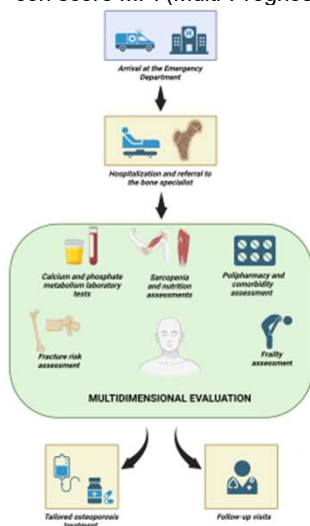 Arrival at the Emergency
Department
Hospitalization and referral to
the bone specialist
Calcium and phosphate
metabolism laboratory
tests
Sarcopenia
and nutrition
assessments
Polipharmacy and
comorbidity
assessment
Fracture risk
assessment
Frailty
assessment
MULTIDIMENSIONAL EVALUATION
Tailored osteoporosis
treatment
Follow-up visits